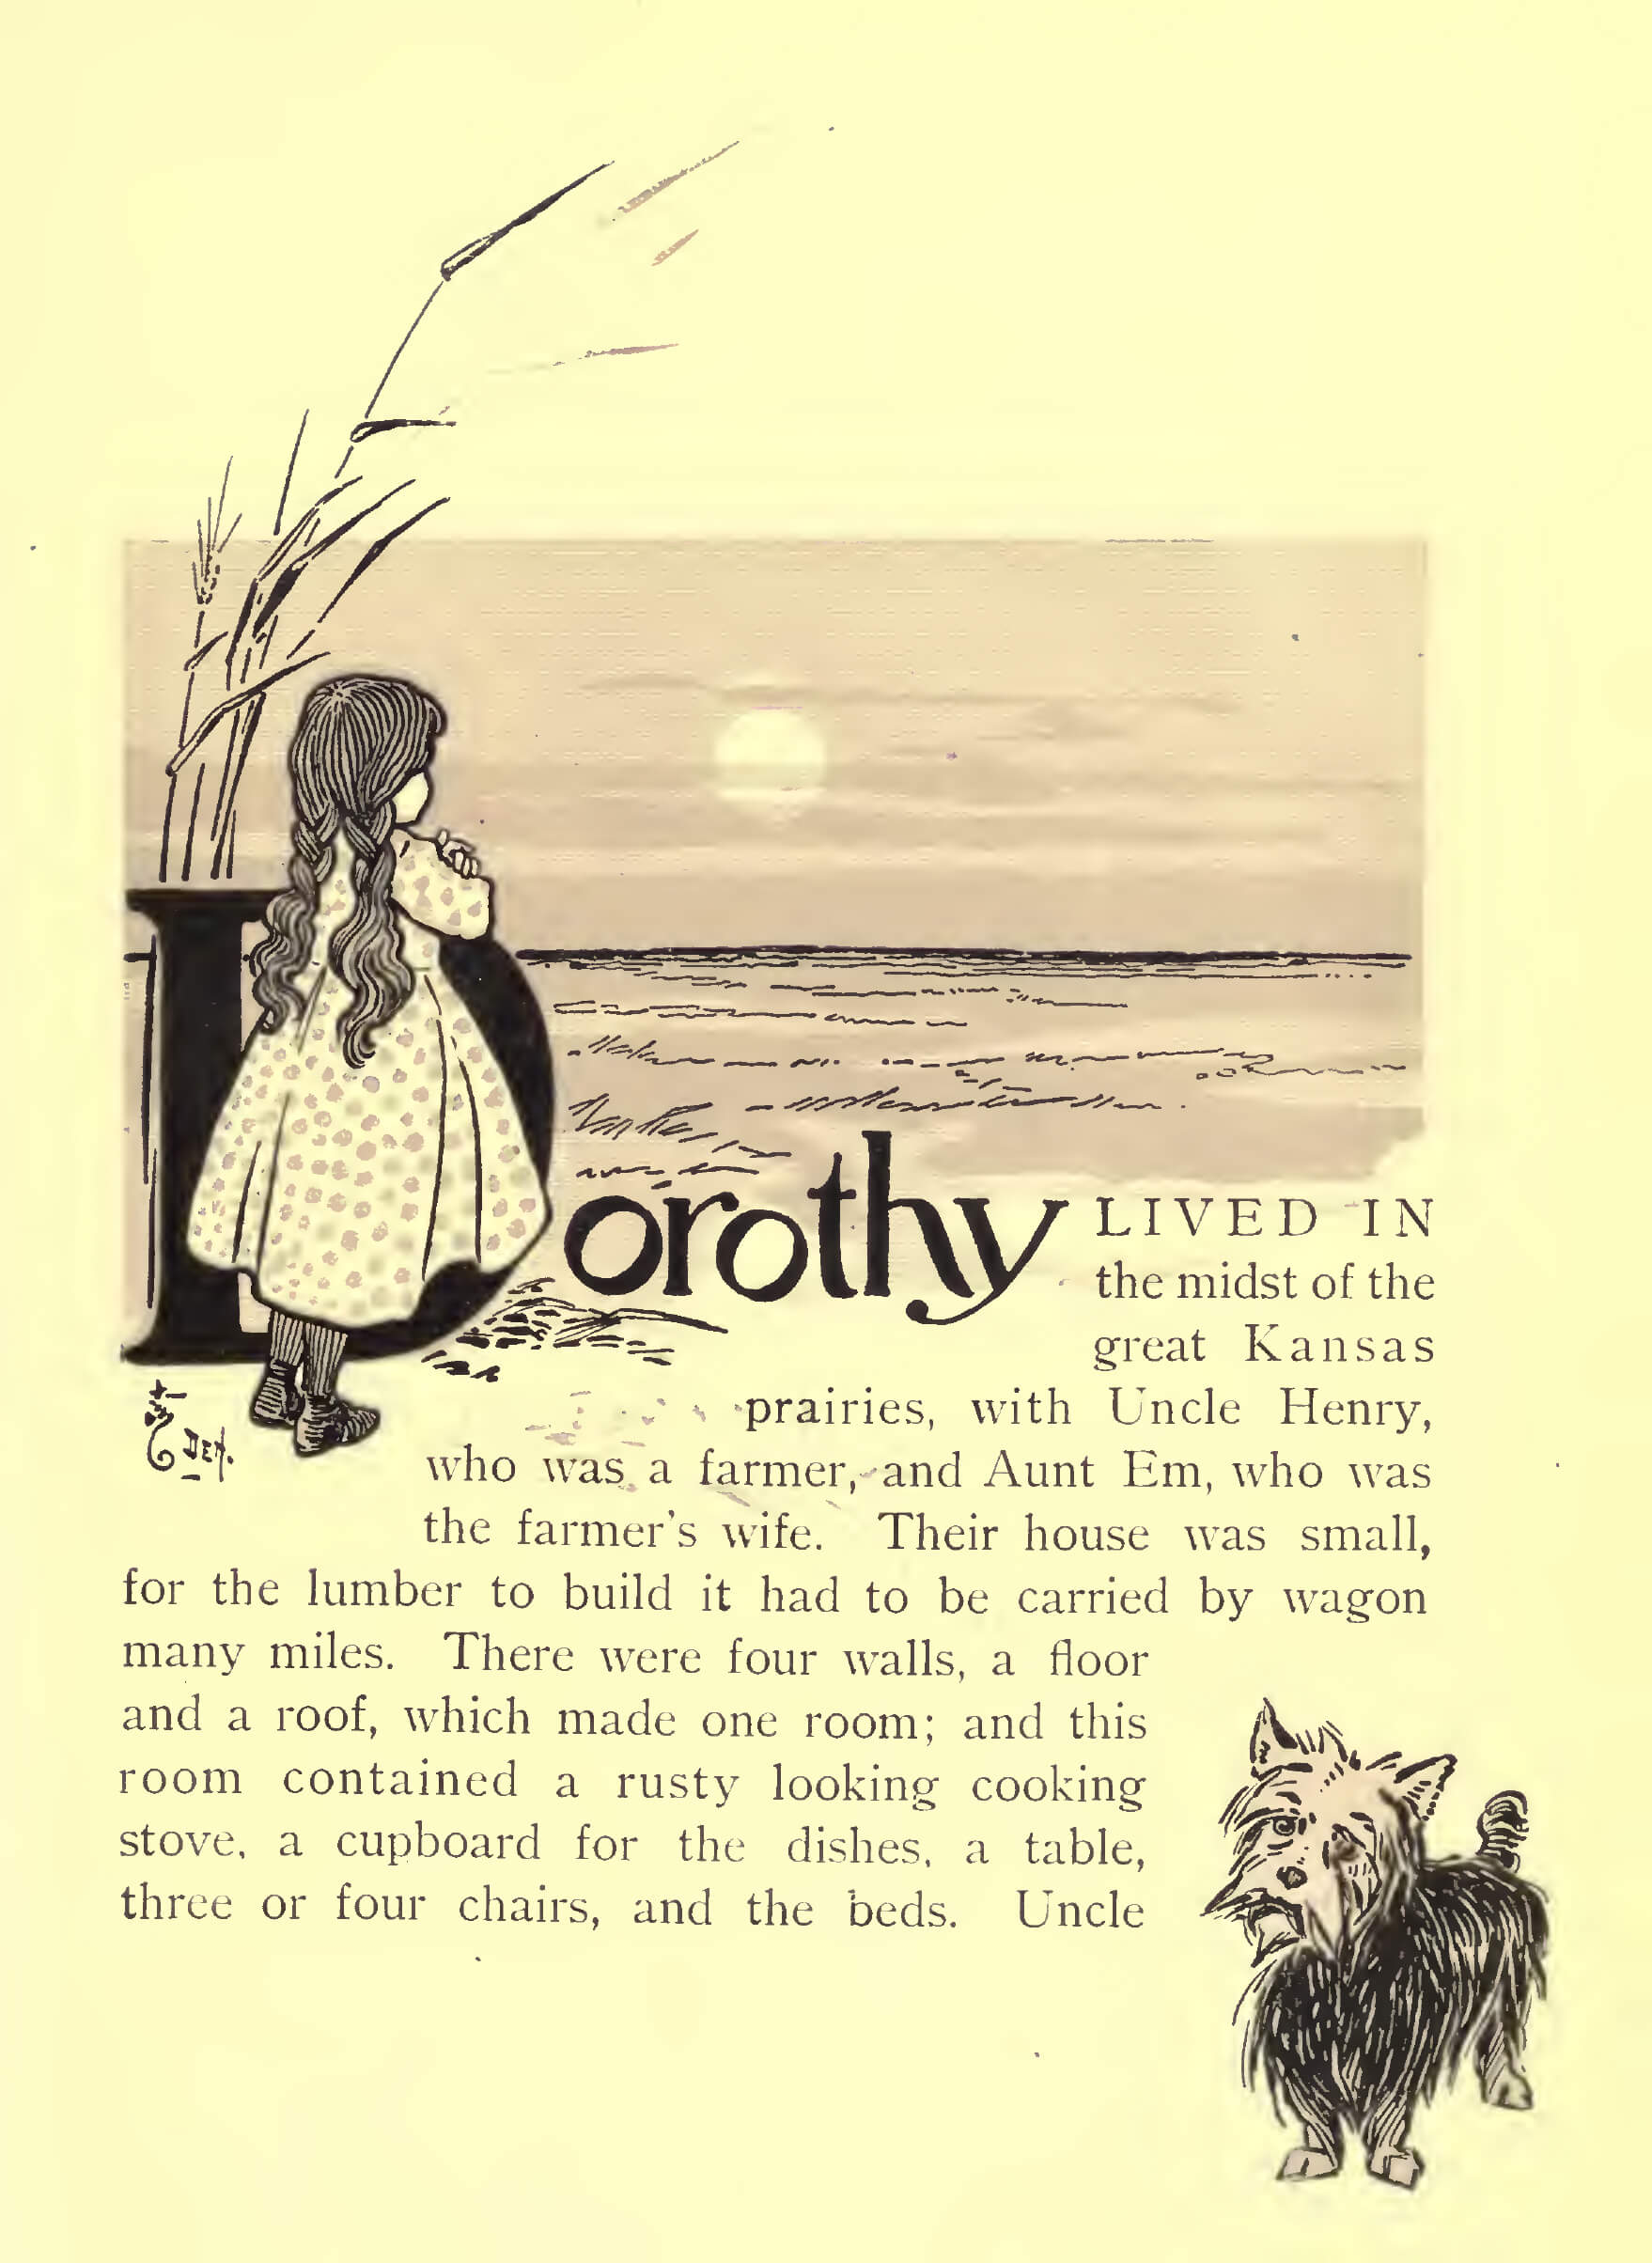 Dorothy LIVED IN
the midst of the
great Kansas
prairies, with Uncle Henry,
who was a farmer, and Aunt Em, who was
the farmer's wife. Their house was small,
for the lumber to build it had to be carried by wagon
many miles. There were four walls, a floor
and a roof, which made one room; and this
room contained a rusty looking cooking
stove, a cupboard for the dishes, a table,
three or four chairs, and the beds. Uncle
DEN.